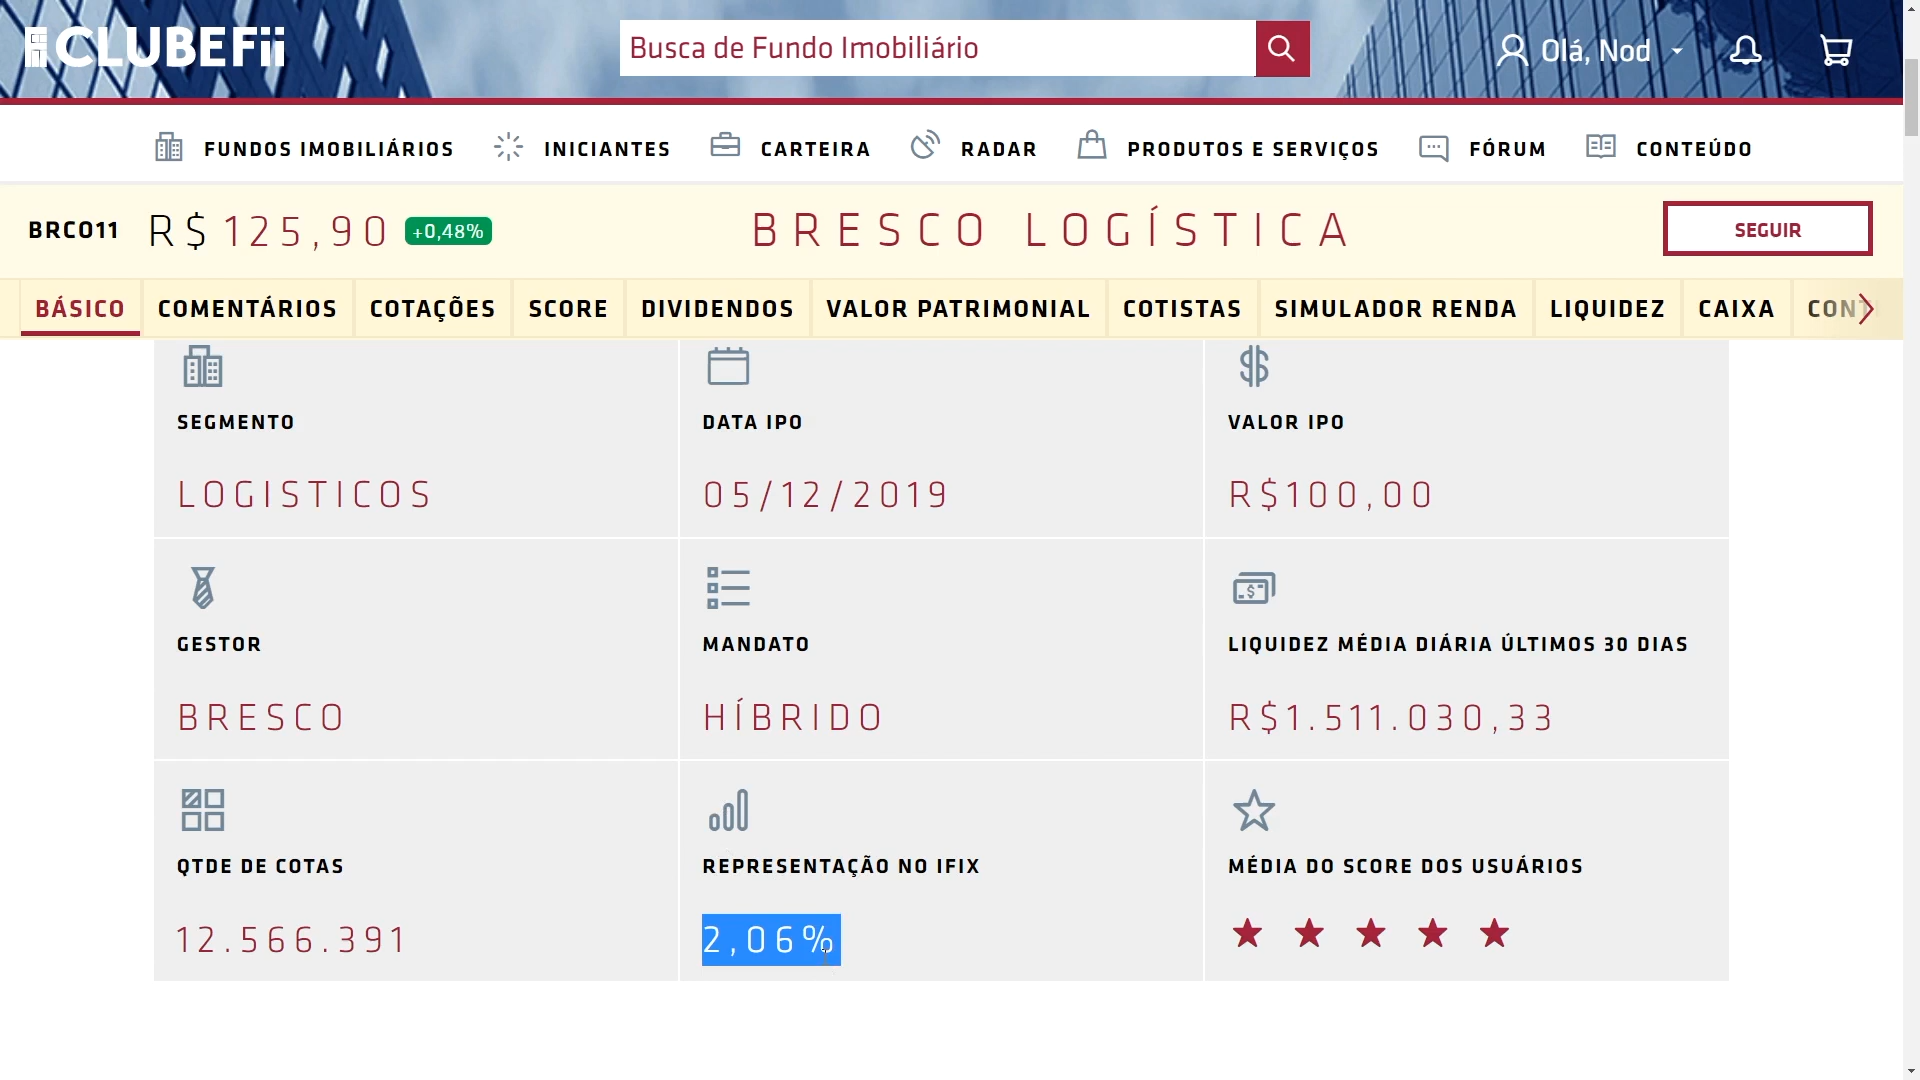 CLUBEFii
Busca de Fundo Imobiliário
Olá, Nod
FUNDOS IMOBILIÁRIOS
INICIANTES
CARTEIRA
RADAR
PRODUTOS E SERVIÇOS
FÓRUM
CONTEÚDO
BRCO11
R$125,90
+0,48%
BRESCO LOGÍSTICA
SEGUIR
BÁSICO
COMENTÁRIOS
COTAÇÕES
SCORE
DIVIDENDOS
VALOR PATRIMONIAL
COTISTAS
SIMULADOR RENDA
LIQUIDEZ
CAIXA
SEGMENTO
LOGISTICOS
DATA IPO
05/12/2019
VALOR IPO
R$100,00
GESTOR
BRESCO
MANDATO
HÍBRIDO
LIQUIDEZ MÉDIA DIÁRIA ÚLTIMOS 30 DIAS
R$1.511.030,33
QTDE DE COTAS
12.566.391
REPRESENTAÇÃO NO IFIX
2,06%
MÉDIA DO SCORE DOS USUÁRIOS